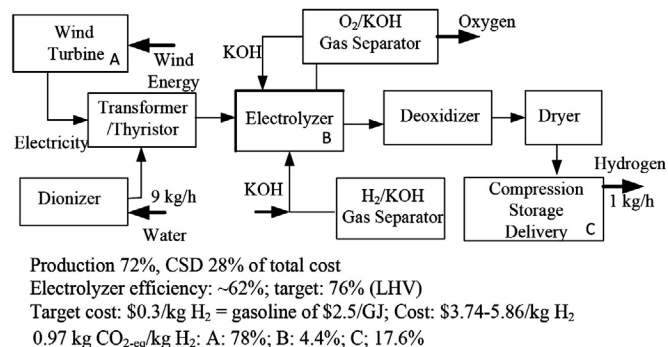 Wind
Turbine A
Wind
Energy
Electricity
Transformer
/Thyristor
Dionizer
9 kg/h
Water
KOH
O₂/KOH
Gas Separator
Oxygen
Electrolyzer
B
KOH
H₂/KOH
Gas Separator
Deoxidizer
Dryer
Hydrogen
1 kg/h
Compression
Storage
Delivery C
Production 72%, CSD 28% of total cost
Electrolyzer efficiency: ~62%; target: 76% (LHV)
Target cost: $0.3/kg H₂ = gasoline of $2.5/GJ; Cost: $3.74-5.86/kg H₂
0.97 kg CO₂₋eq/kg H₂: A: 78%; B: 4.4%; C; 17.6%